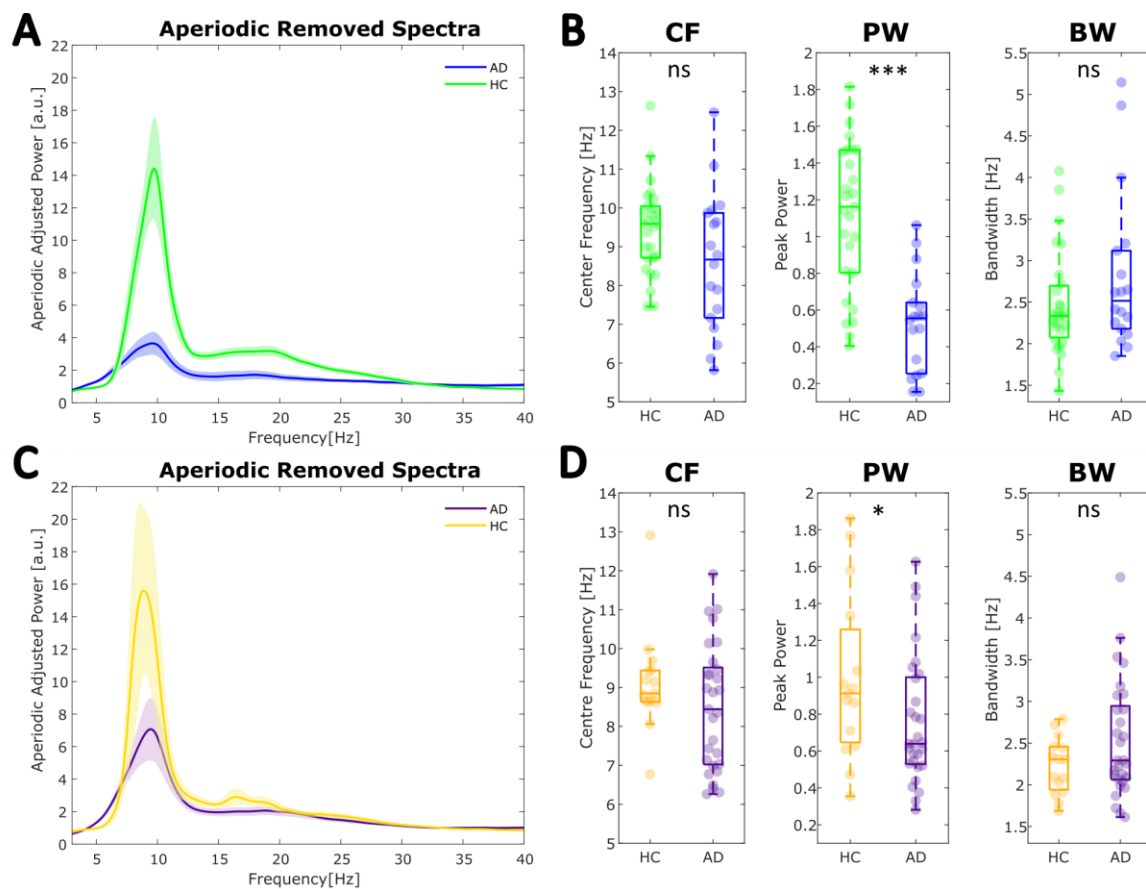 A
Aperiodic Removed Spectra
Aperiodic Adjusted Power [a.u.]
22
20
18
16
14
12
10
8
6
4
2
0
AD
HC
5 10 15 20 25 30 35 40
Frequency[Hz]
B
CF
ns
Center Frequency [Hz]
14
13
12
11
10
9
8
7
6
5
HC AD
PW
***
Peak Power
2
1.8
1.6
1.4
1.2
1
0.8
0.6
0.4
0.2
HC AD
BW
ns
Bandwidth [Hz]
5.5
5
4.5
4
3.5
3
2.5
2
1.5
HC AD
C
Aperiodic Removed Spectra
Aperiodic Adjusted Power [a.u.]
22
20
18
16
14
12
10
8
6
4
2
0
AD
HC
5 10 15 20 25 30 35 40
Frequency[Hz]
D
CF
ns
Centre Frequency [Hz]
14
13
12
11
10
9
8
7
6
5
HC AD
PW
*
Peak Power
2
1.8
1.6
1.4
1.2
1
0.8
0.6
0.4
0.2
HC AD
BW
ns
Bandwidth [Hz]
5.5
5
4.5
4
3.5
3
2.5
2
1.5
HC AD